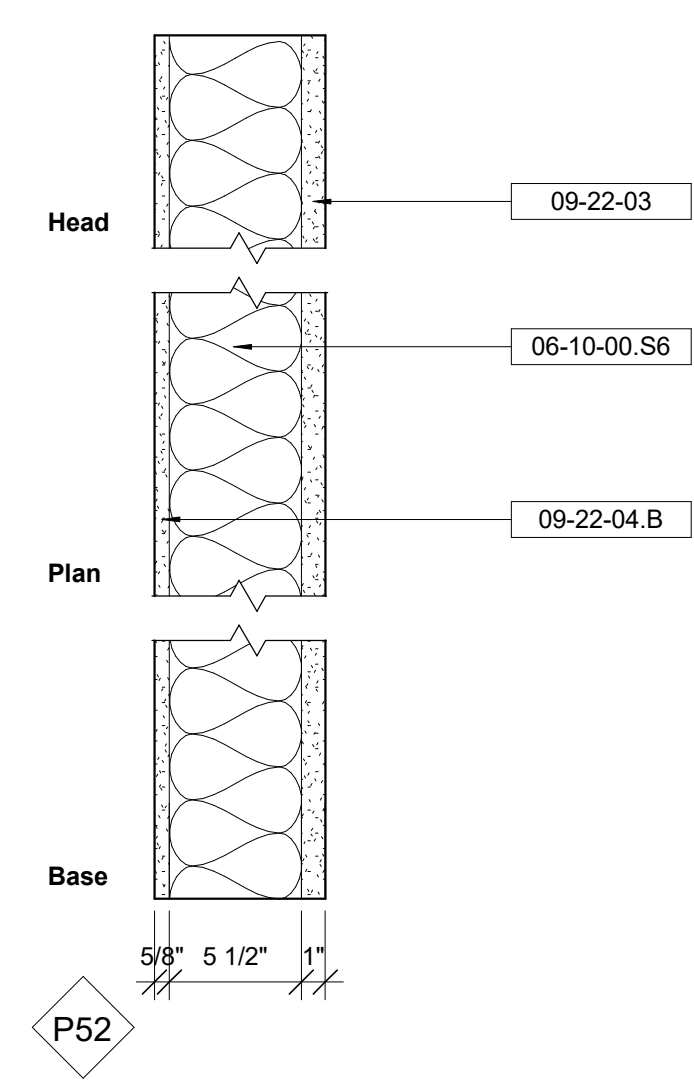 Head
09-22-03
06-10-00.S6
09-22-04.B
Plan
Base
5/8" 5 1/2" 1"
P52